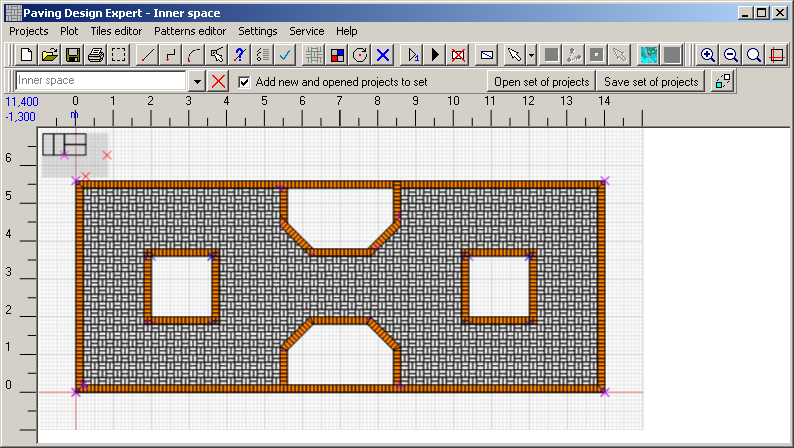 Paving Design Expert - Inner space
Projects Plot Tiles editor Patterns editor Settings Service Help
Inner space Add new and opened projects to set Open set of projects Save set of projects
11,400 0 1 2 3 4 5 6 7 8 9 10 11 12 13 14
-1,300 m
6
5
4
3
2
1
0